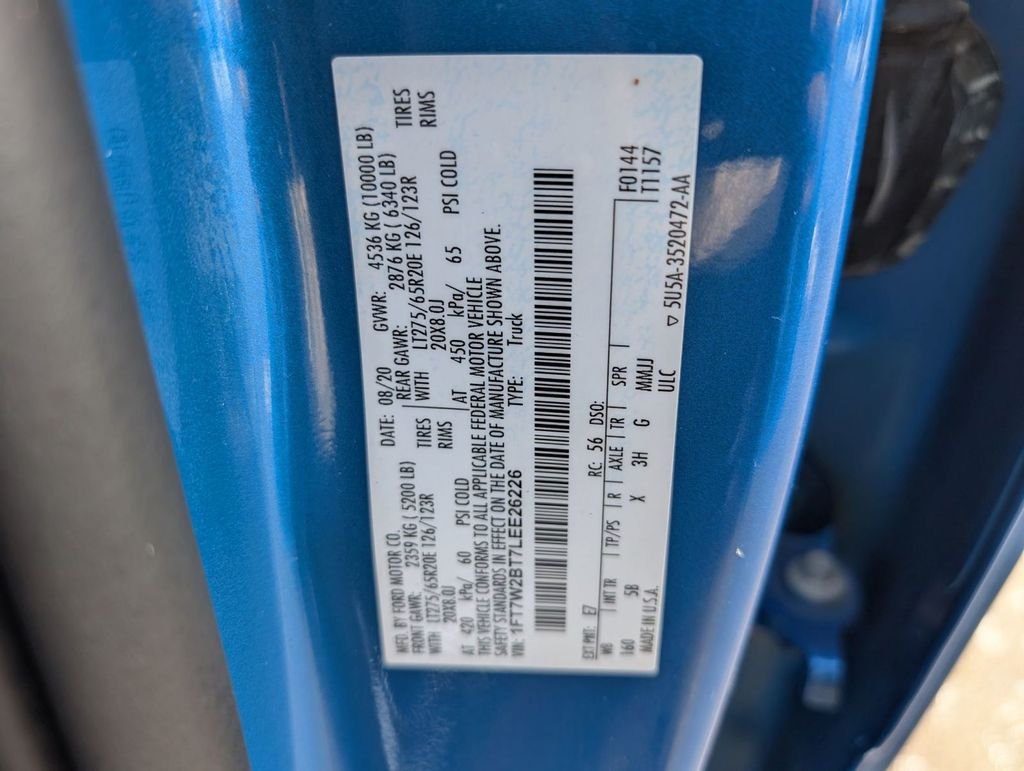 MFD. BY FORD MOTOR CO.
DATE: 08/20 GVWR: 4536 KG (10000 LB)
FRONT GAWR: 2359 KG (5200 LB)
REAR GAWR: 2876 KG (6340 LB)
WITH LT275/65R20E 126/123R TIRES
WITH LT275/65R20E 126/123R TIRES
20X8.0J RIMS
20X8.0J RIMS
AT 420 kPa/ 60 PSI COLD
AT 450 kPa/ 65 PSI COLD
THIS VEHICLE CONFORMS TO ALL APPLICABLE FEDERAL MOTOR VEHICLE
SAFETY STANDARDS IN EFFECT ON THE DATE OF MANUFACTURE SHOWN ABOVE.
VIN: 1FT7W2BT7LEE26226 TYPE: Truck
F0144
T1157
EXT PNT: E7 RC: 56 DSO:
WB INT TR TP/PS R AXLE TR SPR
160 5B X 3H G MMJJ
MADE IN U.S.A. ULC
▽ 5U5A-3520472-AA